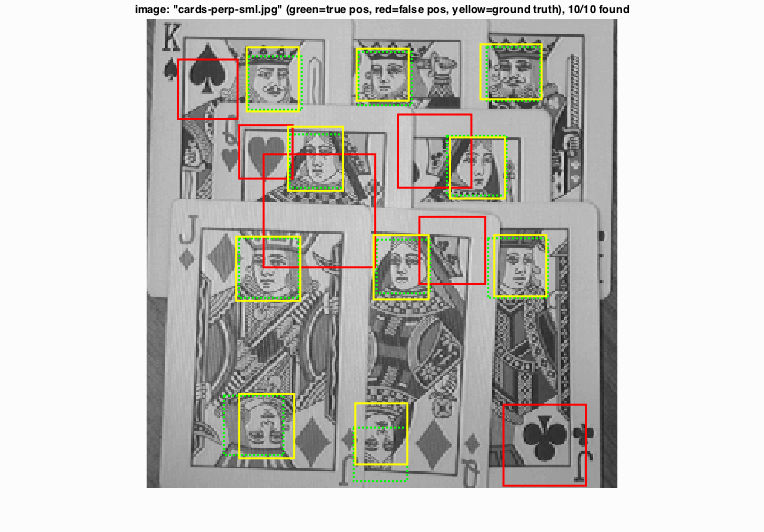 image: "cards-perp-sml.jpg" (green=true pos, red=false pos, yellow=ground truth), 10/10 found
K
Q
J
J
Q
J